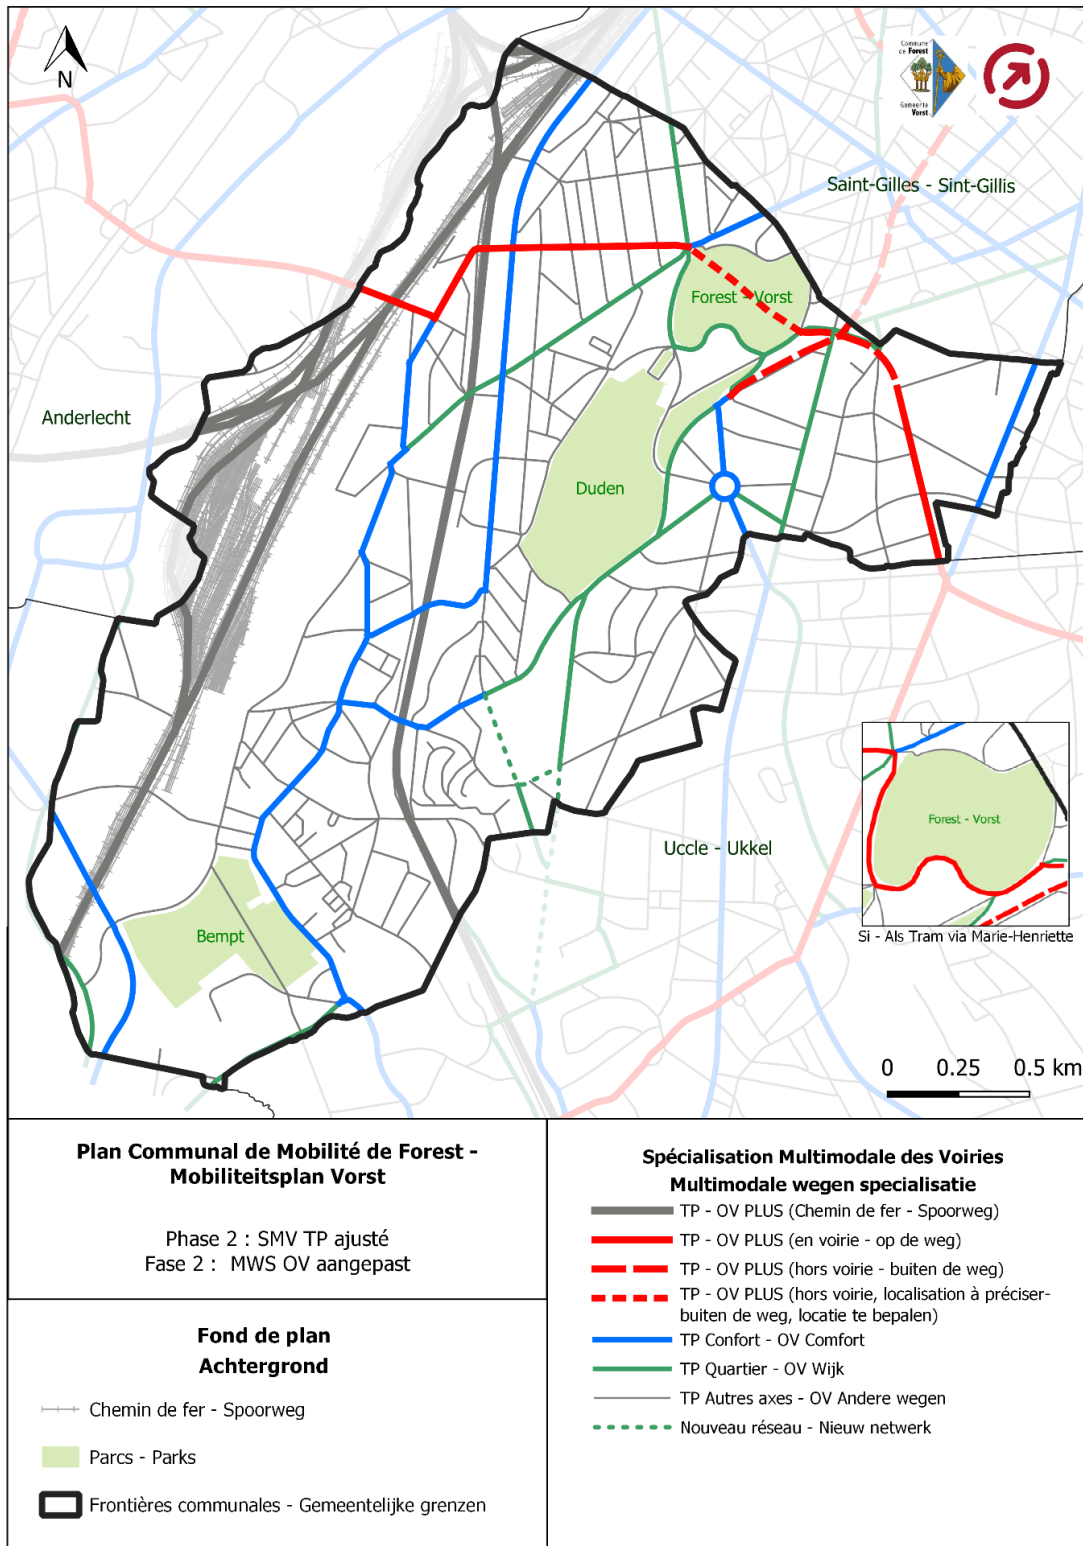 N
Commune
de Forest
Gemeente
Vorst
Saint-Gilles - Sint-Gillis
Forest - Vorst
Anderlecht
Duden
Uccle - Ukkel
Forest - Vorst
Si - Als Tram via Marie-Henriette
Bempt
0 0.25 0.5 km
Plan Communal de Mobilité de Forest -
Mobiliteitsplan Vorst
Phase 2 : SMV TP ajusté
Fase 2 : MWS OV aangepast
Fond de plan
Achtergrond
Chemin de fer - Spoorweg
Parcs - Parks
Frontières communales - Gemeentelijke grenzen
Spécialisation Multimodale des Voiries
Multimodale wegen specialisatie
TP - OV PLUS (Chemin de fer - Spoorweg)
TP - OV PLUS (en voirie - op de weg)
TP - OV PLUS (hors voirie - buiten de weg)
TP - OV PLUS (hors voirie, localisation à préciser-
buiten de weg, locatie te bepalen)
TP Confort - OV Comfort
TP Quartier - OV Wijk
TP Autres axes - OV Andere wegen
Nouveau réseau - Nieuw netwerk